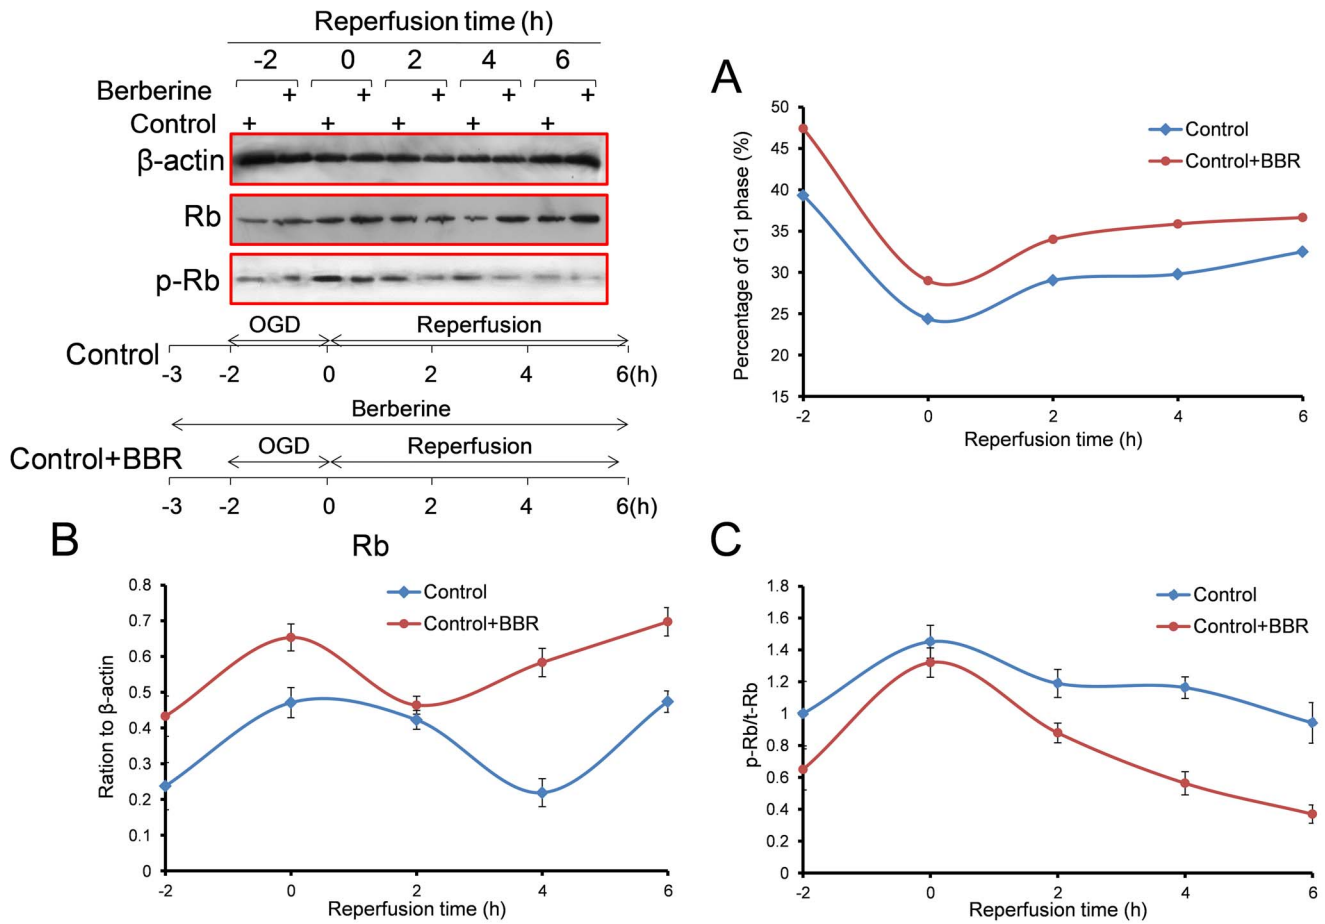 Reperfusion time (h)
-2 0 2 4 6
Berberine + + + + +
Control + + + + +
β-actin
Rb
p-Rb
OGD Reperfusion
Control
-3 -2 0 2 4 6(h)
Berberine
OGD Reperfusion
Control+BBR
-3 -2 0 2 4 6(h)
A
Control
Control+BBR
Percentage of G1 phase (%)
50
45
40
35
30
25
20
15
-2 0 2 4 6
Reperfusion time (h)
B
Rb
Control
Control+BBR
Ration to β-actin
0.8
0.7
0.6
0.5
0.4
0.3
0.2
0.1
0
-2 0 2 4 6
Reperfusion time (h)
C
Control
Control+BBR
p-Rb/t-Rb
1.8
1.6
1.4
1.2
1
0.8
0.6
0.4
0.2
0
-2 0 2 4 6
Reperfusion time (h)